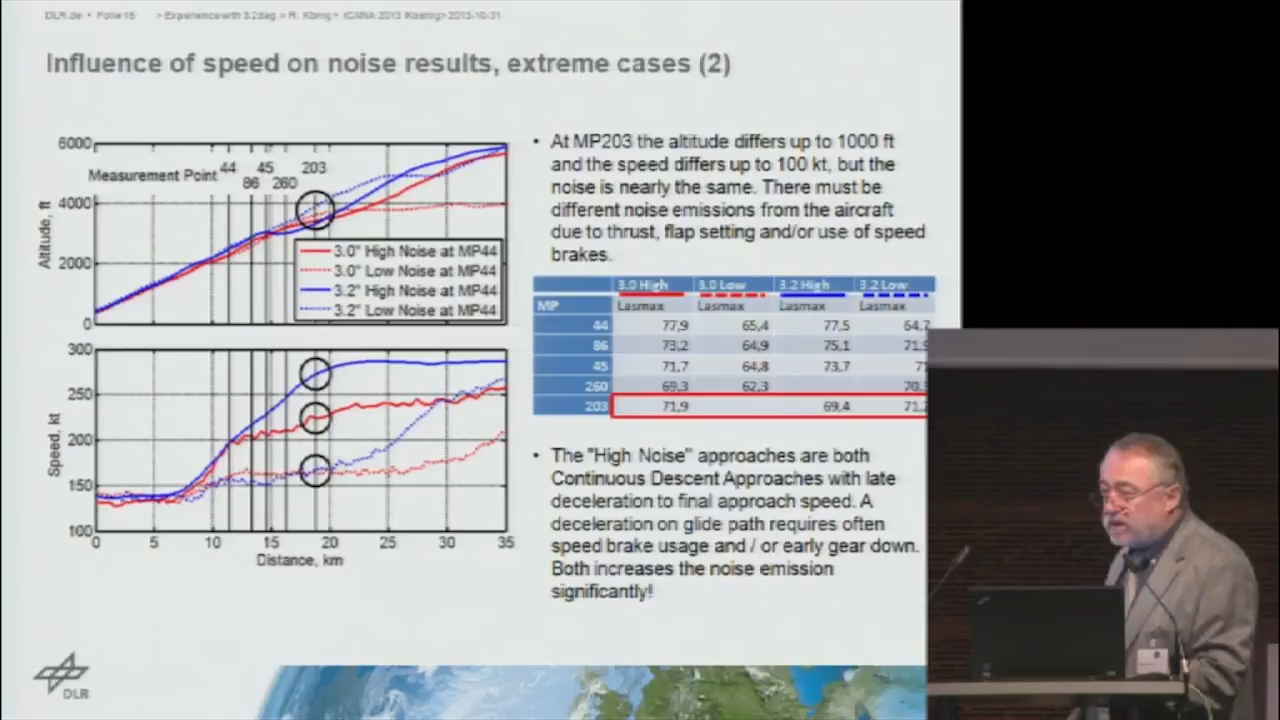 DLR.de • Folie 16 > Experience with 3.2deg > R. König • ICANA 2013 Koenig> 2013-10-31
Influence of speed on noise results, extreme cases (2)
6000
4000
2000
0
Altitude, ft
Measurement Point 44 86 45 260 203
3.0° High Noise at MP44
3.0° Low Noise at MP44
3.2° High Noise at MP44
3.2° Low Noise at MP44
300
250
200
150
100
Speed, kt
0 5 10 15 20 25 30 35
Distance, km
• At MP203 the altitude differs up to 1000 ft
and the speed differs up to 100 kt, but the
noise is nearly the same. There must be
different noise emissions from the aircraft
due to thrust, flap setting and/or use of speed
brakes.
3.0 High 3.0 Low 3.2 High 3.2 Low
MP Lasmax Lasmax Lasmax Lasmax
44 77,9 65,4 77,5 64,7
86 73,2 64,9 75,1 71,9
45 71,7 64,8 73,7 71
260 69,3 62,3 70,3
203 71,9 69,4 71,2
• The "High Noise" approaches are both
Continuous Descent Approaches with late
deceleration to final approach speed. A
deceleration on glide path requires often
speed brake usage and / or early gear down.
Both increases the noise emission
significantly!
DLR